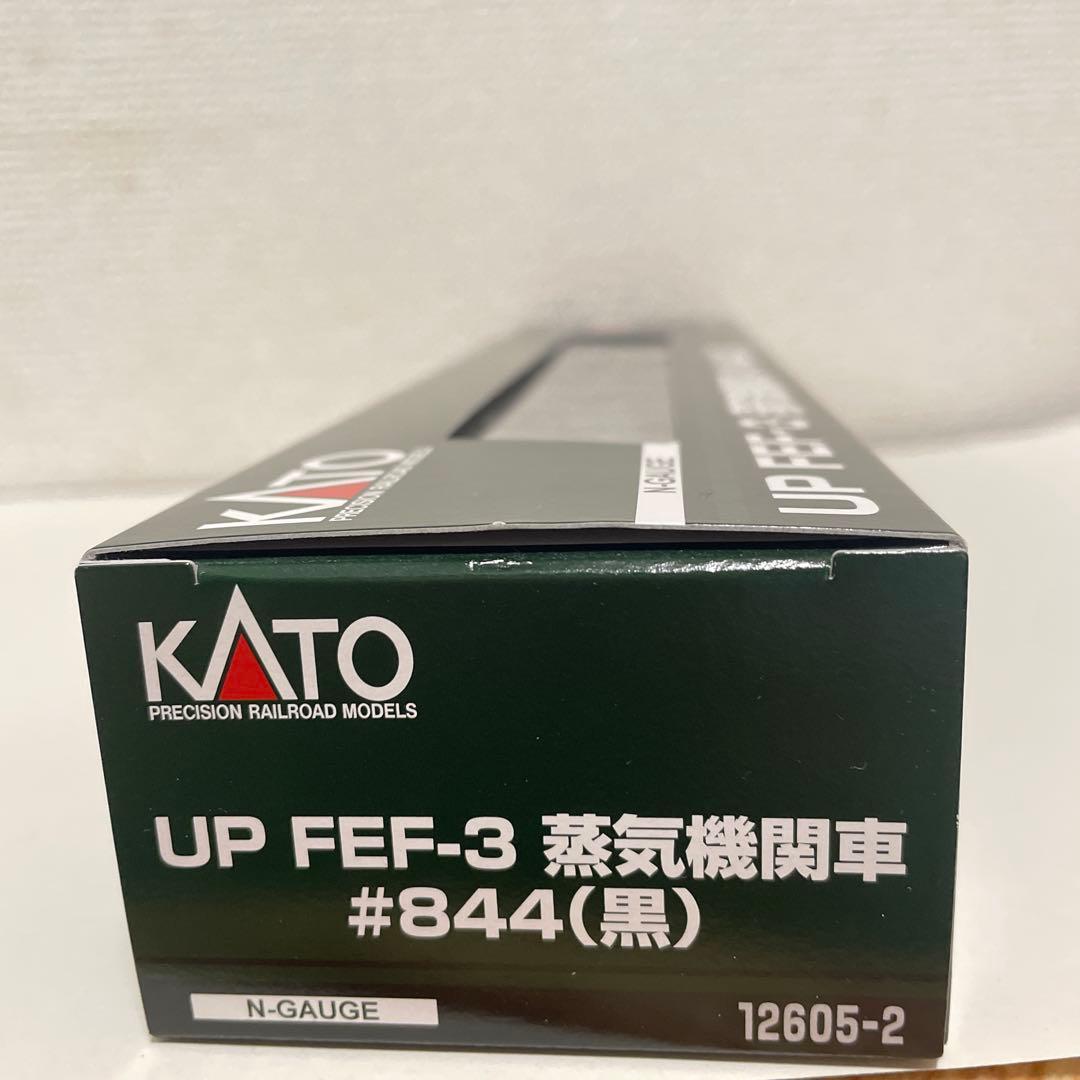 KATO
PRECISION
N-GAUGE
UP FEF-3
KATO
PRECISION RAILROAD MODELS
UP FEF-3 蒸気機関車
#844(黒)
N-GAUGE
12605-2